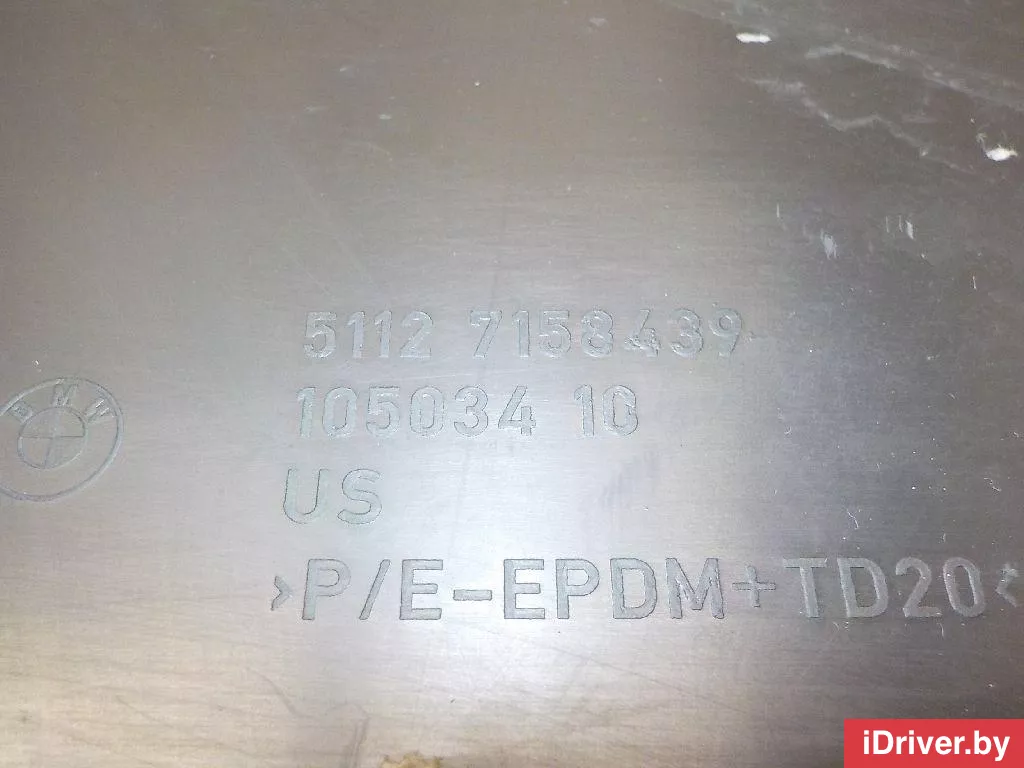 5112 7158439
105034 10
BMW
US
>P/E-EPDM+TD20<
iDriver.by